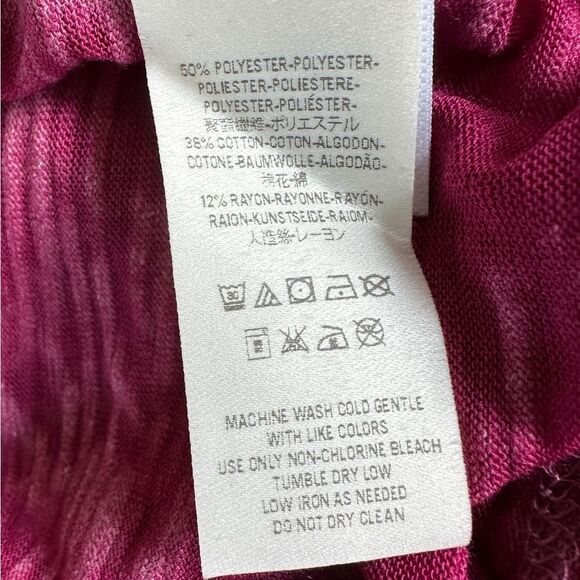 50% POLYESTER-POLYESTER-
POLIESTER-POLIESTERE-
POLYESTER-POLIÉSTER-
聚酯纖維-ポリエステル
38% COTTON-COTON-ALGODON-
COTONE-BAUMWOLLE-ALGODÃO-
棉花-綿
12% RAYON-RAYONNE-RAYÓN-
RAION-KUNSTSEIDE-RAIOM-
人造絲-レーヨン
30
MACHINE WASH COLD GENTLE
WITH LIKE COLORS
USE ONLY NON-CHLORINE BLEACH
TUMBLE DRY LOW
LOW IRON AS NEEDED
DO NOT DRY CLEAN